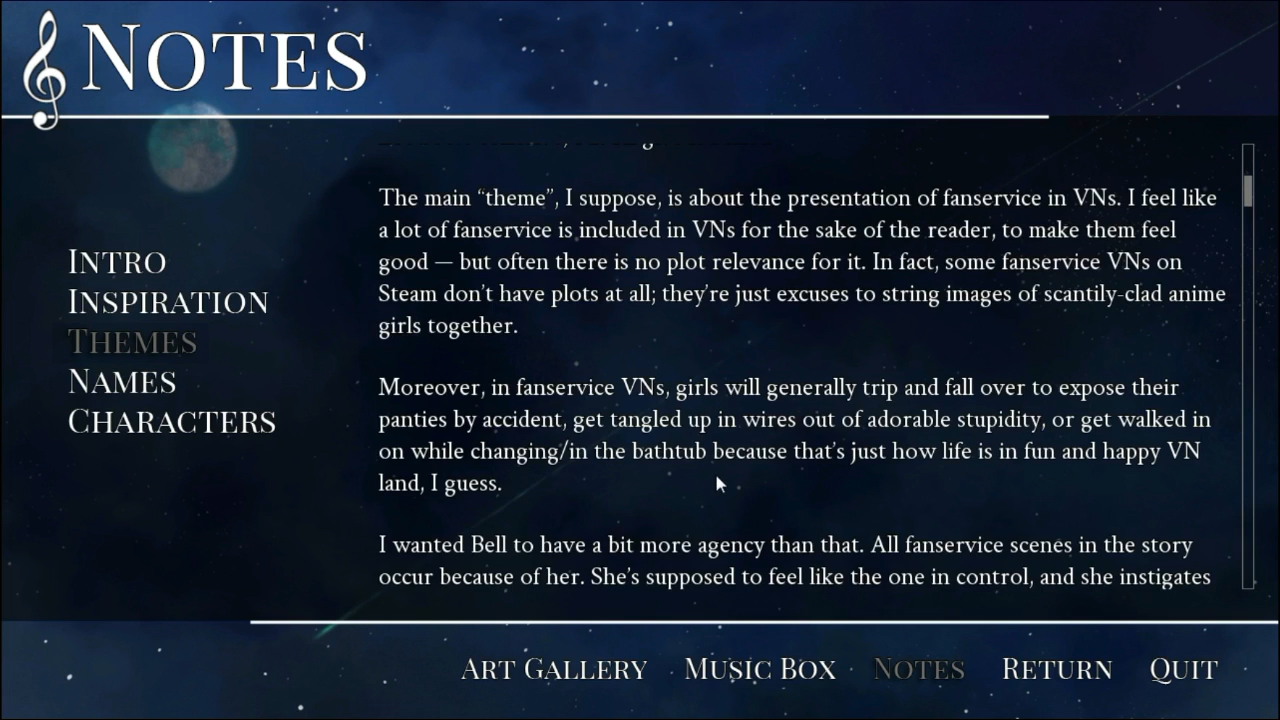 NOTES
The main “theme”, I suppose, is about the presentation of fanservice in VNs. I feel like
a lot of fanservice is included in VNs for the sake of the reader, to make them feel
good — but often there is no plot relevance for it. In fact, some fanservice VNs on
Steam don’t have plots at all; they’re just excuses to string images of scantily-clad anime
girls together.
Moreover, in fanservice VNs, girls will generally trip and fall over to expose their
panties by accident, get tangled up in wires out of adorable stupidity, or get walked in
on while changing/in the bathtub because that’s just how life is in fun and happy VN
land, I guess.
I wanted Bell to have a bit more agency than that. All fanservice scenes in the story
occur because of her. She’s supposed to feel like the one in control, and she instigates
INTRO
INSPIRATION
THEMES
NAMES
CHARACTERS
ART GALLERY
MUSIC BOX
NOTES
RETURN
QUIT